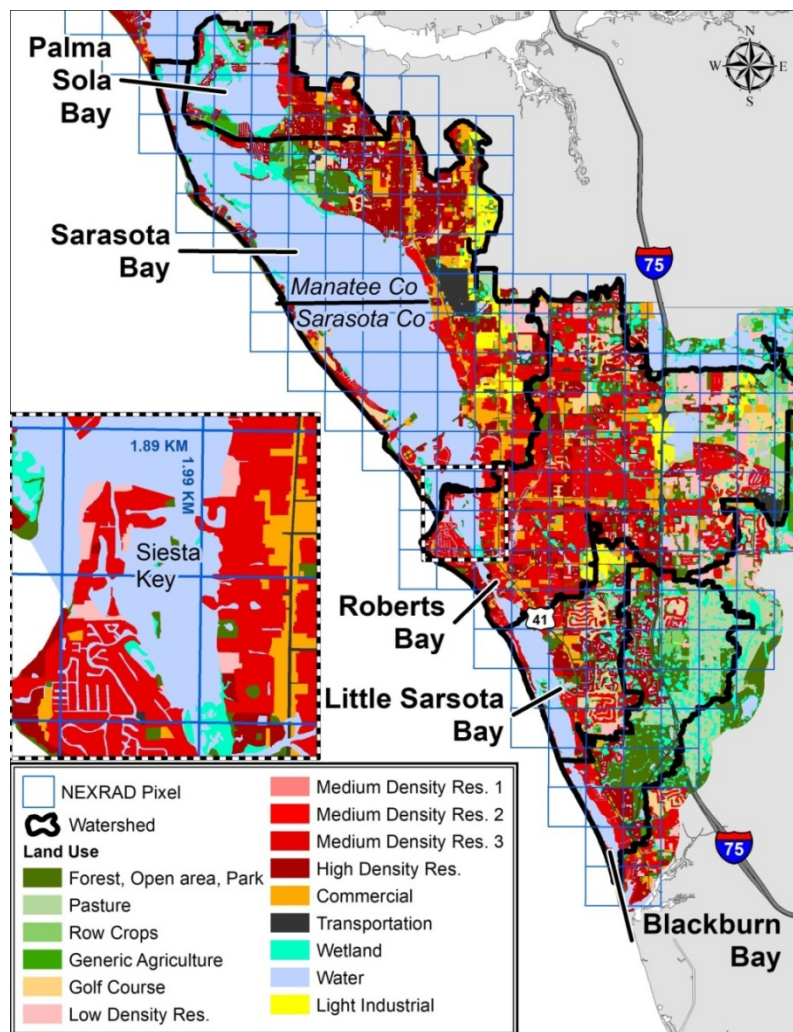 Palma
Sola
Bay
N
W
E
S
Sarasota
Bay
75
Manatee Co
Sarasota Co
1.89 KM
1.99 KM
Siesta
Key
Roberts
Bay
41
Little Sarsota
Bay
75
Blackburn
Bay
NEXRAD Pixel
Watershed
Land Use
Forest, Open area, Park
Pasture
Row Crops
Generic Agriculture
Golf Course
Low Density Res.
Medium Density Res. 1
Medium Density Res. 2
Medium Density Res. 3
High Density Res.
Commercial
Transportation
Wetland
Water
Light Industrial